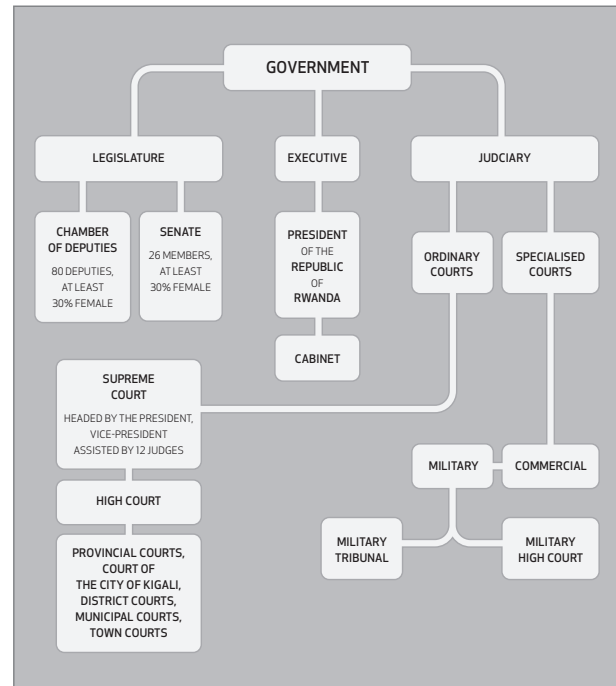 GOVERNMENT
LEGISLATURE
EXECUTIVE
JUDICIARY
CHAMBER
OF DEPUTIES
80 DEPUTIES,
AT LEAST
30% FEMALE
SENATE
26 MEMBERS,
AT LEAST
30% FEMALE
PRESIDENT
OF THE
REPUBLIC
OF
RWANDA
ORDINARY
COURTS
SPECIALISED
COURTS
CABINET
SUPREME
COURT
HEADED BY THE PRESIDENT,
VICE-PRESIDENT
ASSISTED BY 12 JUDGES
MILITARY
COMMERCIAL
HIGH COURT
MILITARY
TRIBUNAL
MILITARY
HIGH COURT
PROVINCIAL COURTS,
COURT OF
THE CITY OF KIGALI,
DISTRICT COURTS,
MUNICIPAL COURTS,
TOWN COURTS